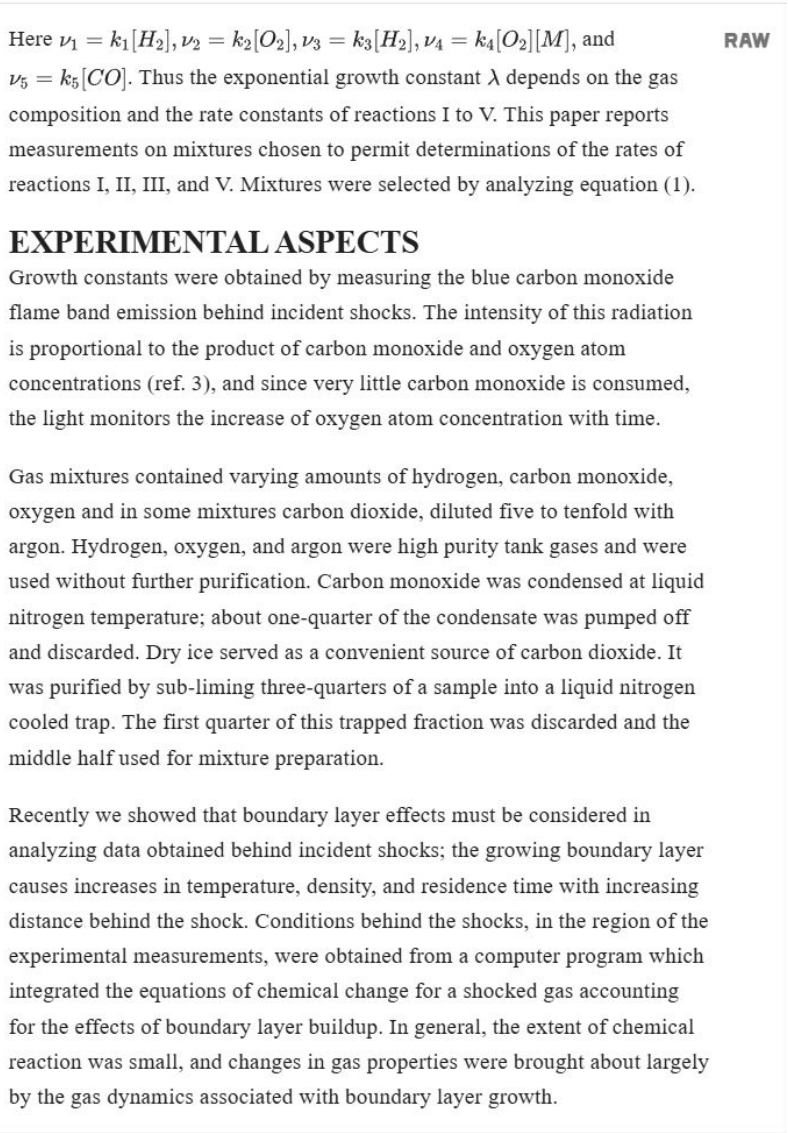 Here ν₁ = k₁[H₂], ν₂ = k₂[O₂], ν₃ = k₃[H₂], ν₄ = k₄[O₂][M], and
RAW
ν₅ = k₅[CO]. Thus the exponential growth constant λ depends on the gas
composition and the rate constants of reactions I to V. This paper reports
measurements on mixtures chosen to permit determinations of the rates of
reactions I, II, III, and V. Mixtures were selected by analyzing equation (1).
EXPERIMENTAL ASPECTS
Growth constants were obtained by measuring the blue carbon monoxide
flame band emission behind incident shocks. The intensity of this radiation
is proportional to the product of carbon monoxide and oxygen atom
concentrations (ref. 3), and since very little carbon monoxide is consumed,
the light monitors the increase of oxygen atom concentration with time.
Gas mixtures contained varying amounts of hydrogen, carbon monoxide,
oxygen and in some mixtures carbon dioxide, diluted five to tenfold with
argon. Hydrogen, oxygen, and argon were high purity tank gases and were
used without further purification. Carbon monoxide was condensed at liquid
nitrogen temperature; about one-quarter of the condensate was pumped off
and discarded. Dry ice served as a convenient source of carbon dioxide. It
was purified by sub-liming three-quarters of a sample into a liquid nitrogen
cooled trap. The first quarter of this trapped fraction was discarded and the
middle half used for mixture preparation.
Recently we showed that boundary layer effects must be considered in
analyzing data obtained behind incident shocks; the growing boundary layer
causes increases in temperature, density, and residence time with increasing
distance behind the shock. Conditions behind the shocks, in the region of the
experimental measurements, were obtained from a computer program which
integrated the equations of chemical change for a shocked gas accounting
for the effects of boundary layer buildup. In general, the extent of chemical
reaction was small, and changes in gas properties were brought about largely
by the gas dynamics associated with boundary layer growth.